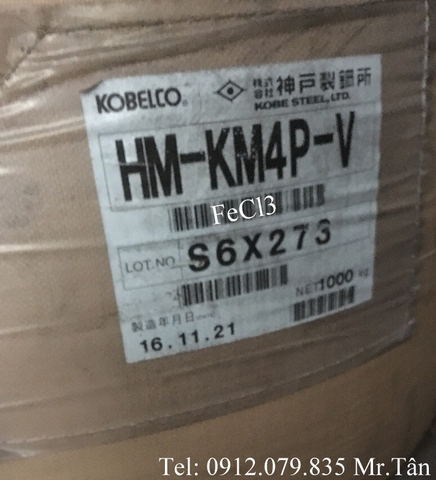 KOBELCO 株式会社 神戸製鋼所
KOBE STEEL, LTD.
HM-KM4P-V
FeCl3
LOT.NO S6X273
NET 1000 kg
製造年月日
16.11.21
Tel: 0912.079.835 Mr.Tân